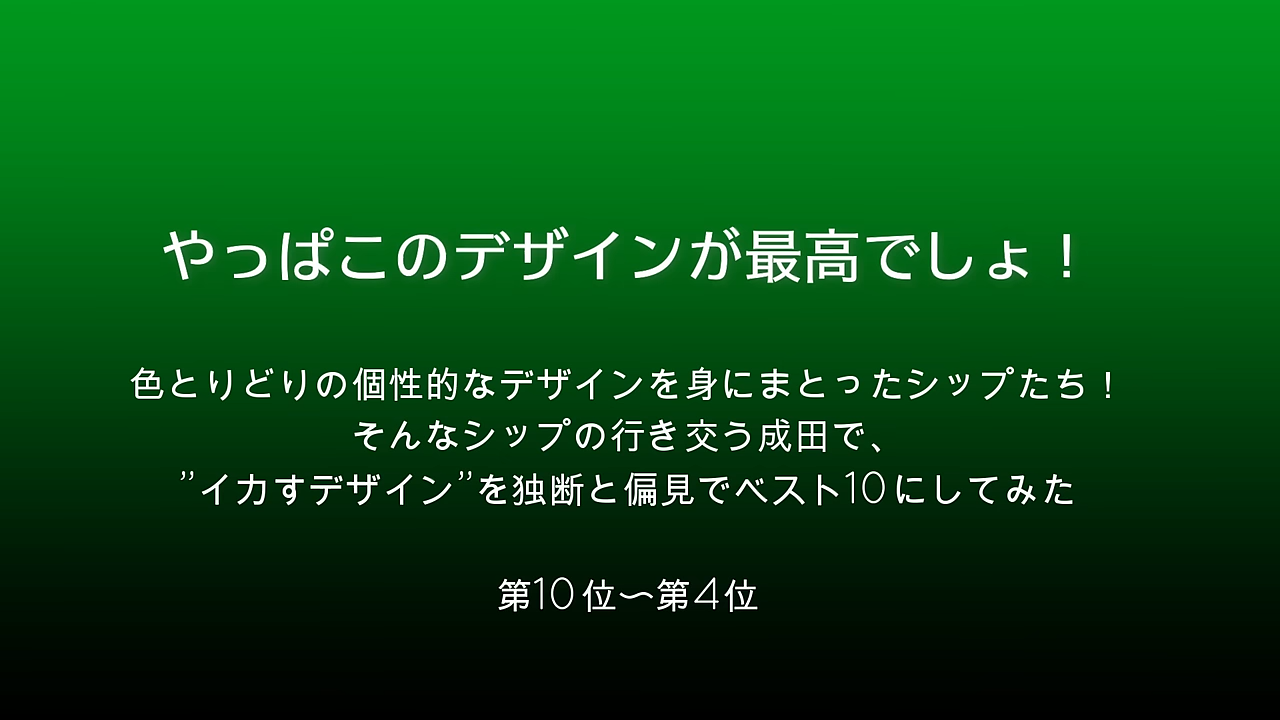 やっぱこのデザインが最高でしょ！
色とりどりの個性的なデザインを身にまとったシップたち！
そんなシップの行き交う成田で、
”イカすデザイン”を独断と偏見でベスト10にしてみた
第10位〜第4位